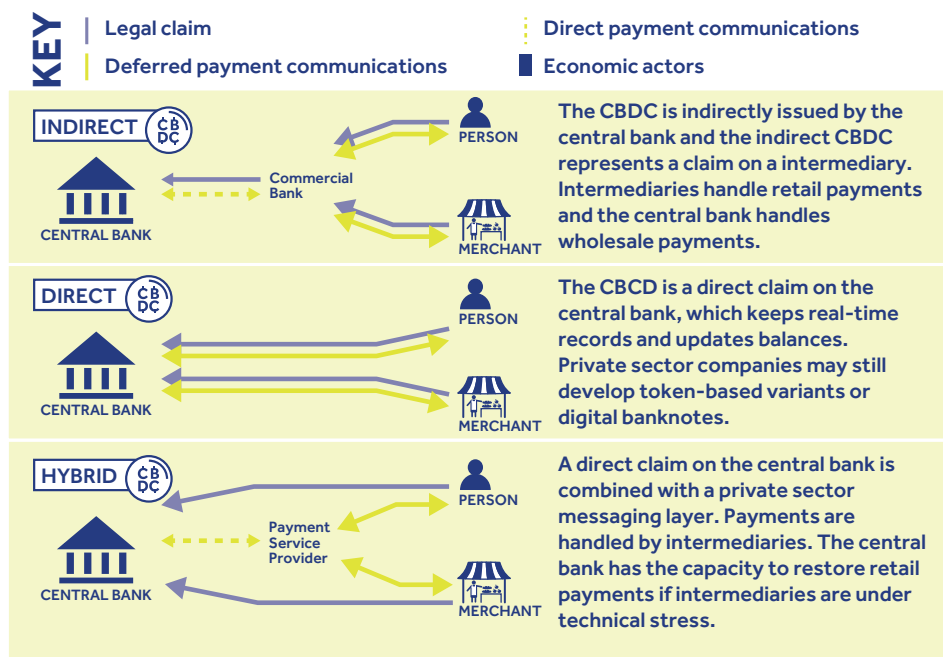 KEY
Legal claim
Direct payment communications
Deferred payment communications
Economic actors
INDIRECT
CB
DC
CENTRAL BANK
Commercial
Bank
PERSON
MERCHANT
The CBDC is indirectly issued by the
central bank and the indirect CBDC
represents a claim on a intermediary.
Intermediaries handle retail payments
and the central bank handles
wholesale payments.
DIRECT
CB
DC
CENTRAL BANK
PERSON
MERCHANT
The CBCD is a direct claim on the
central bank, which keeps real-time
records and updates balances.
Private sector companies may still
develop token-based variants or
digital banknotes.
HYBRID
CB
DC
CENTRAL BANK
Payment
Service
Provider
PERSON
MERCHANT
A direct claim on the central bank is
combined with a private sector
messaging layer. Payments are
handled by intermediaries. The central
bank has the capacity to restore retail
payments if intermediaries are under
technical stress.